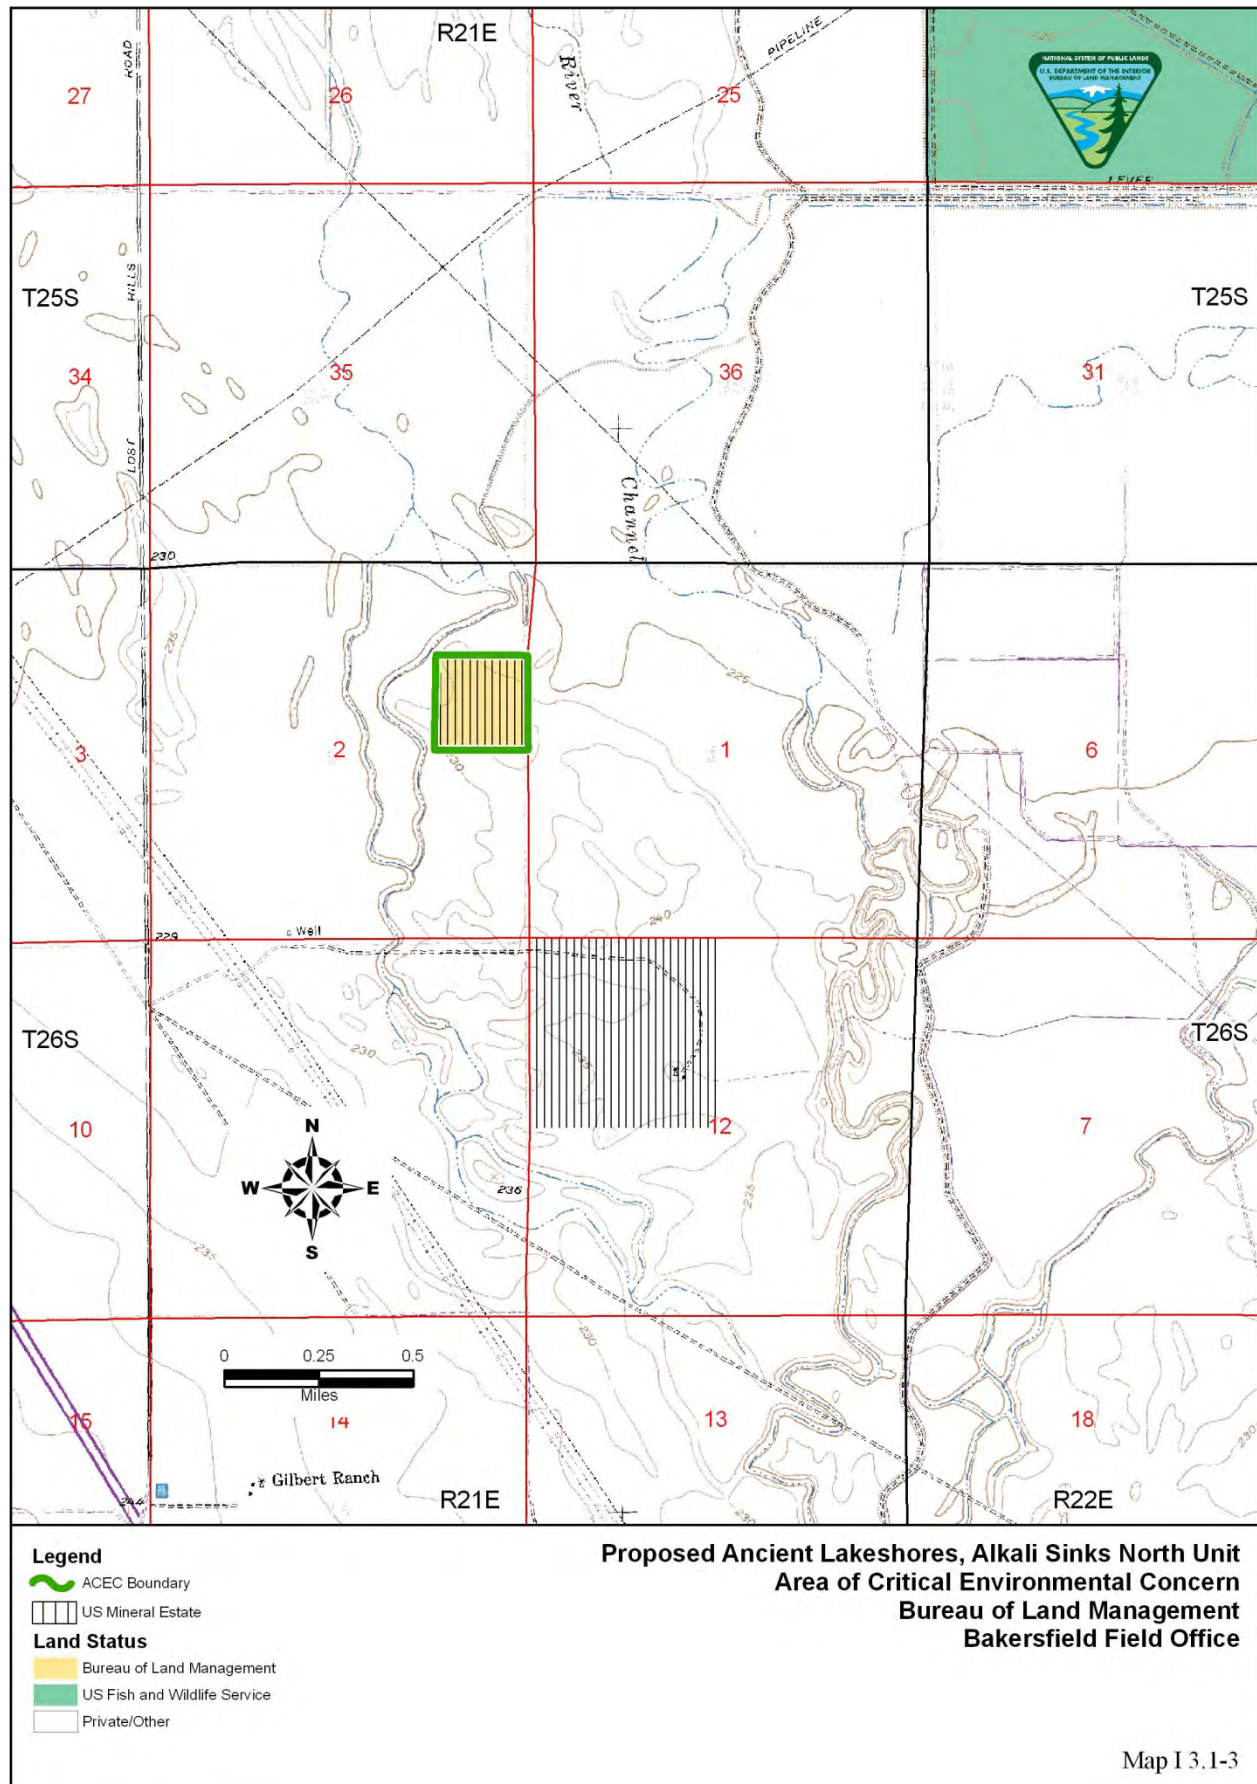 R21E
ROAD
River
PIPELINE
NATIONAL SYSTEM OF PUBLIC LANDS
U.S. DEPARTMENT OF THE INTERIOR
BUREAU OF LAND MANAGEMENT
27
26
25
LEVEE
T25S
HILLS
T25S
34
35
36
31
LOST
Channel
230
235
225
3
2
1
6
230
240
229
Well
T26S
230
235
T26S
10
12
7
N
W
E
S
236
235
235
230
0
0.25
0.5
Miles
15
14
13
18
230
Gilbert Ranch
244
R21E
R22E
Legend
ACEC Boundary
US Mineral Estate
Land Status
Bureau of Land Management
US Fish and Wildlife Service
Private/Other
Proposed Ancient Lakeshores, Alkali Sinks North Unit
Area of Critical Environmental Concern
Bureau of Land Management
Bakersfield Field Office
Map I 3.1-3